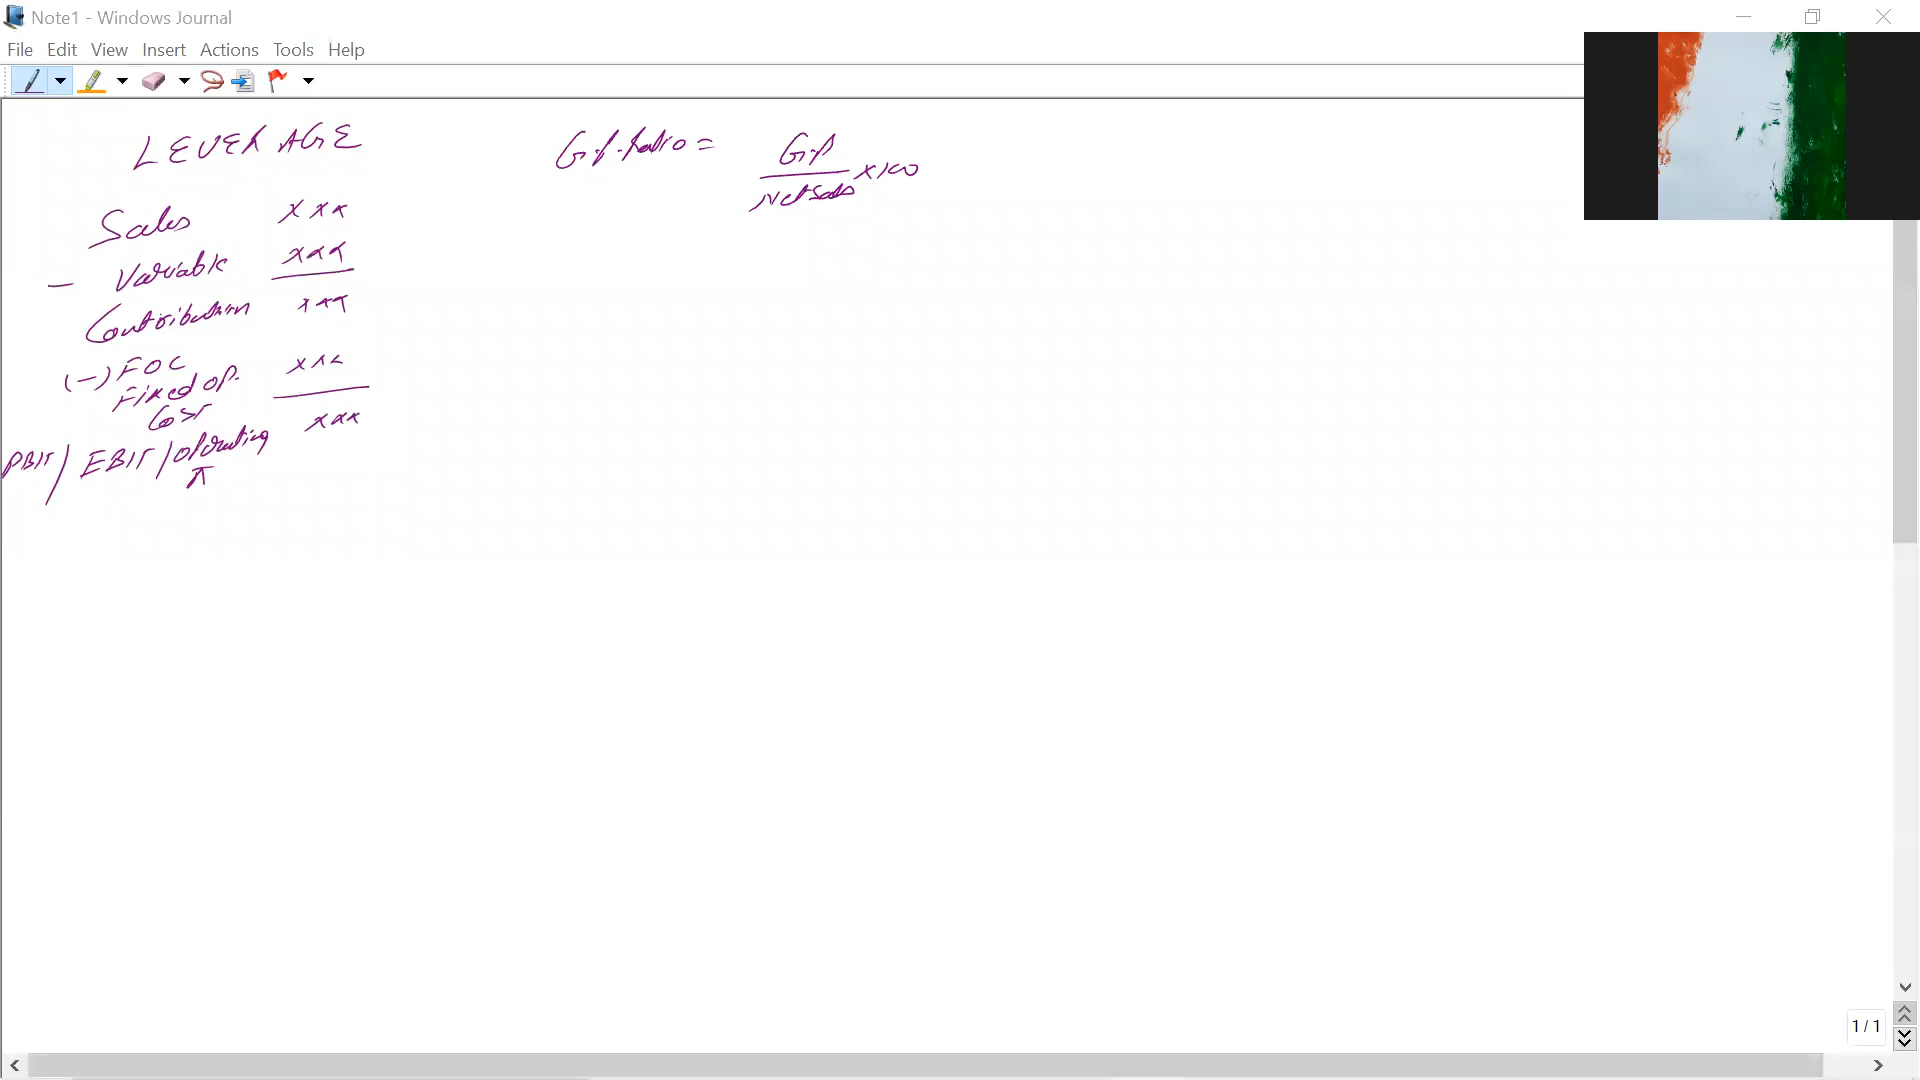 Note1 - Windows Journal
File Edit View Insert Actions Tools Help
LEVERAGE
Sales xxx
- Variable xxx
Contribution xxx
(-) FOC xxx
Fixed op.
Cost
PBIT / EBIT / operating xxx
π
G.P. Ratio = G.P
Net Sales x100
1 / 1